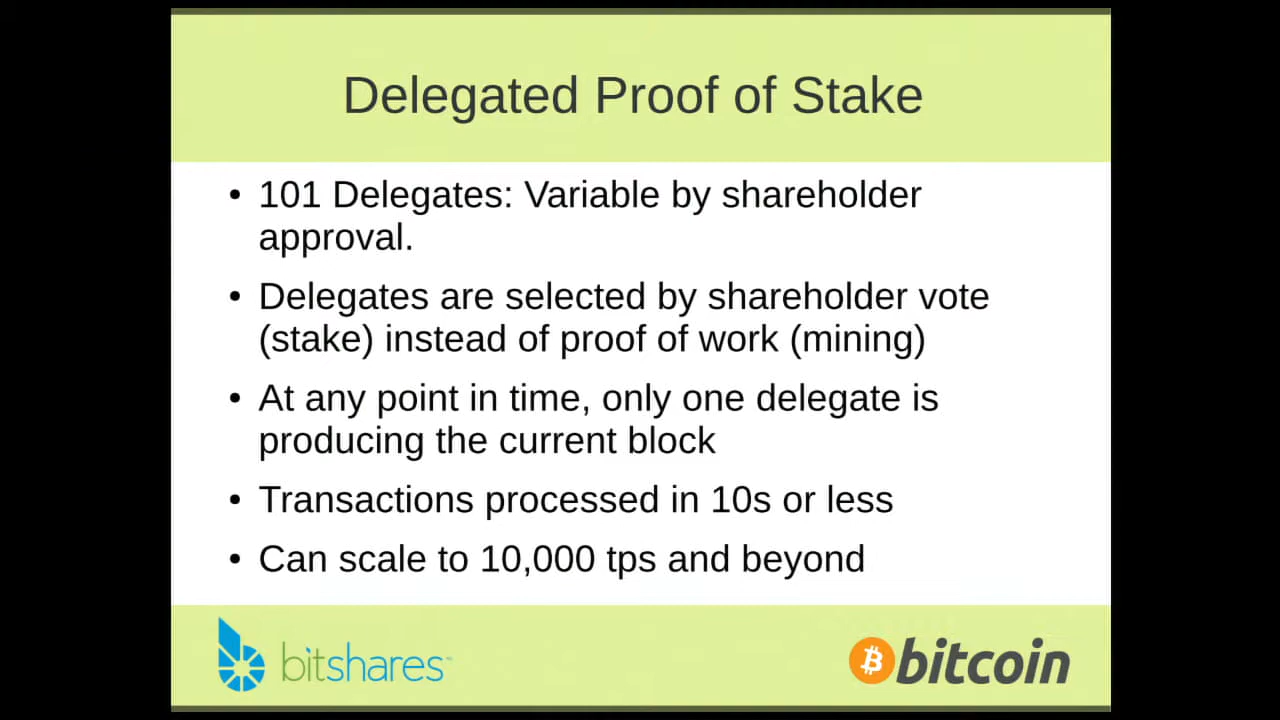 Delegated Proof of Stake
• 101 Delegates: Variable by shareholder
approval.
• Delegates are selected by shareholder vote
(stake) instead of proof of work (mining)
• At any point in time, only one delegate is
producing the current block
• Transactions processed in 10s or less
• Can scale to 10,000 tps and beyond
bitshares™
bitcoin